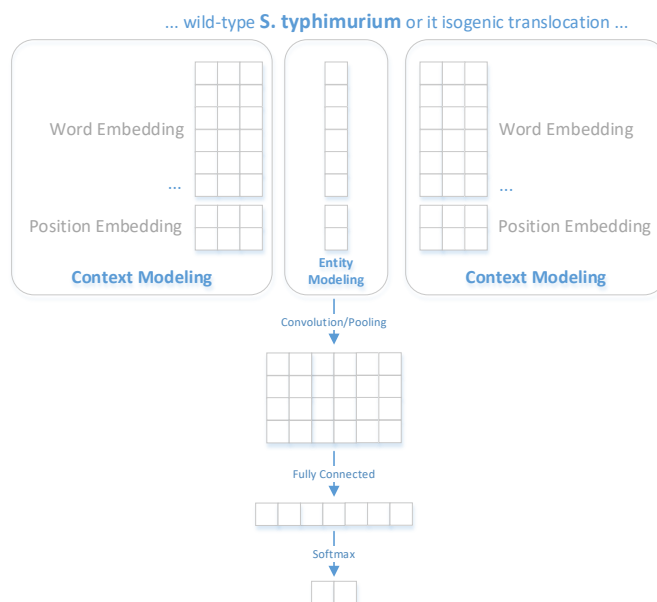 ... wild-type S. typhimurium or it isogenic translocation ...
Word Embedding
Word Embedding
...
...
Position Embedding
Position Embedding
Context Modeling
Entity
Modeling
Context Modeling
Convolution/Pooling
Fully Connected
Softmax